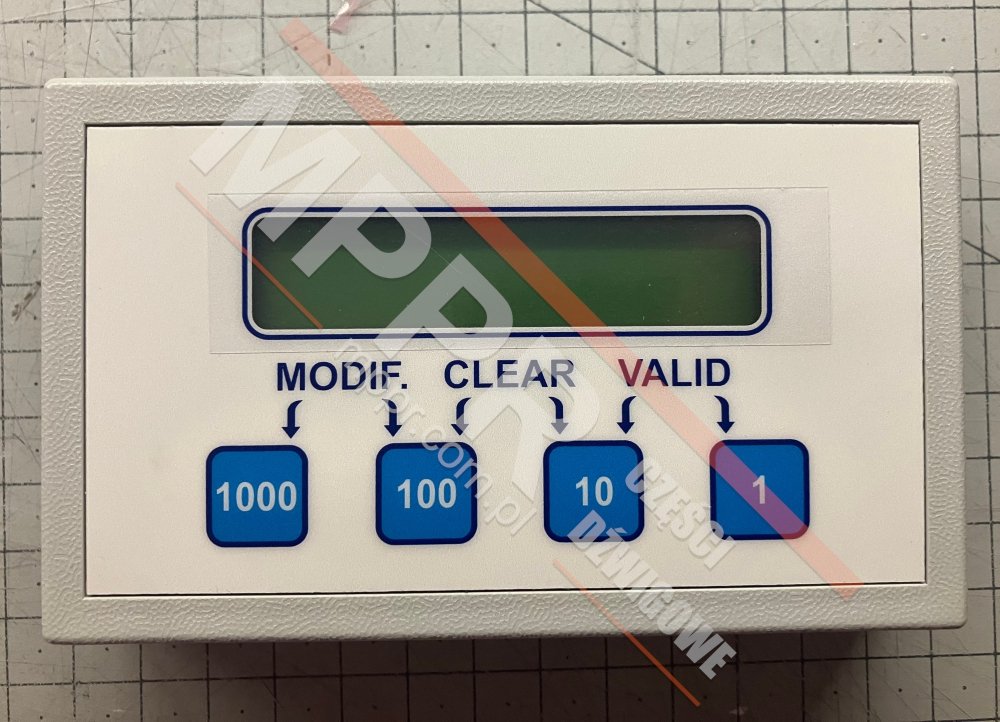 MODIF. CLEAR VALID
1000 100 10 1
MPPR
mppr.com.pl
CZĘŚCI
DŹWIGOWE